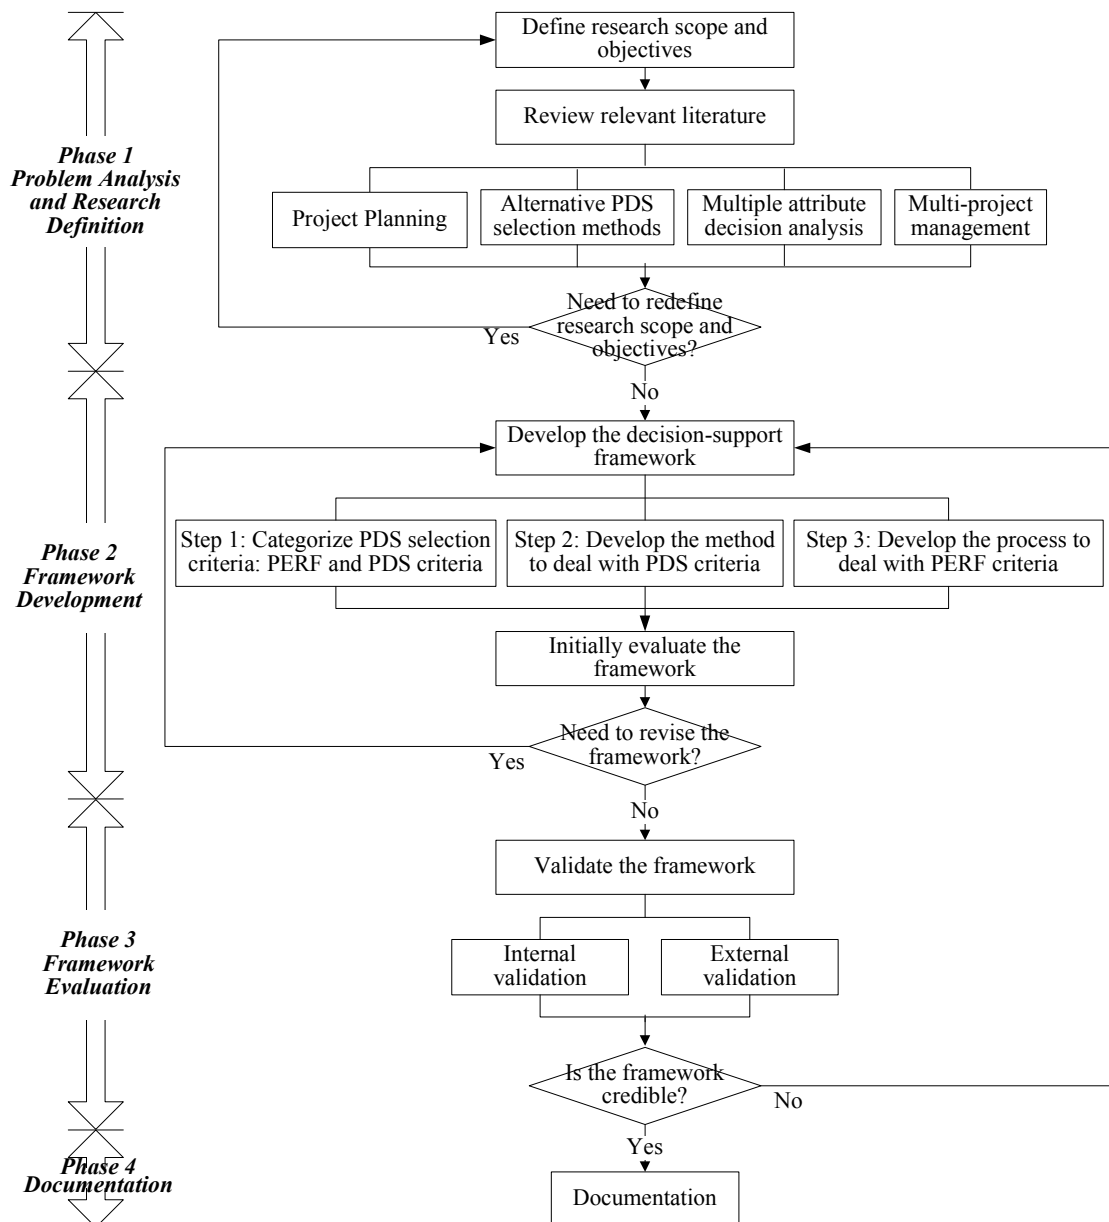 Define research scope and
objectives
Review relevant literature
Phase 1
Problem Analysis
and Research
Definition
Project Planning
Alternative PDS
selection methods
Multiple attribute
decision analysis
Multi-project
management
Need to redefine
research scope and
objectives?
Yes
No
Develop the decision-support
framework
Phase 2
Framework
Development
Step 1: Categorize PDS selection
criteria: PERF and PDS criteria
Step 2: Develop the method
to deal with PDS criteria
Step 3: Develop the process to
deal with PERF criteria
Initially evaluate the
framework
Need to revise the
framework?
Yes
No
Validate the framework
Phase 3
Framework
Evaluation
Internal
validation
External
validation
Is the framework
credible?
No
Yes
Phase 4
Documentation
Documentation